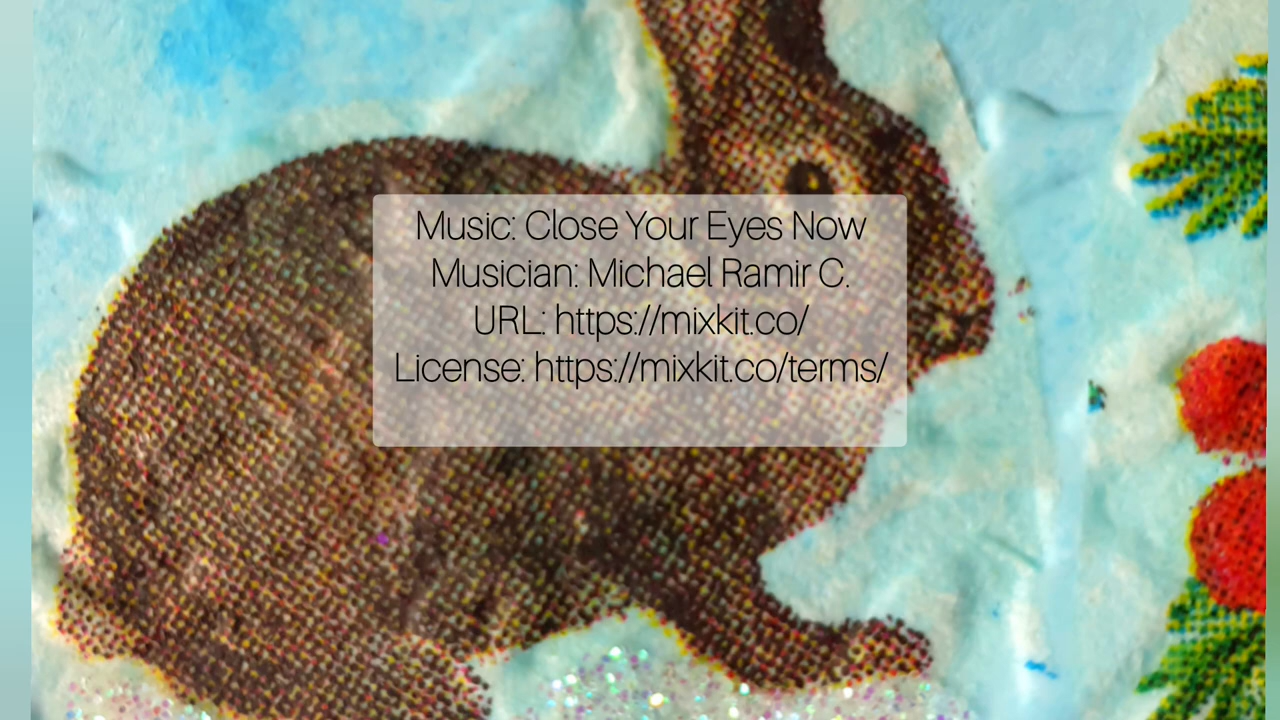 Music: Close Your Eyes Now
Musician: Michael Ramir C.
URL: https://mixkit.co/
License: https://mixkit.co/terms/